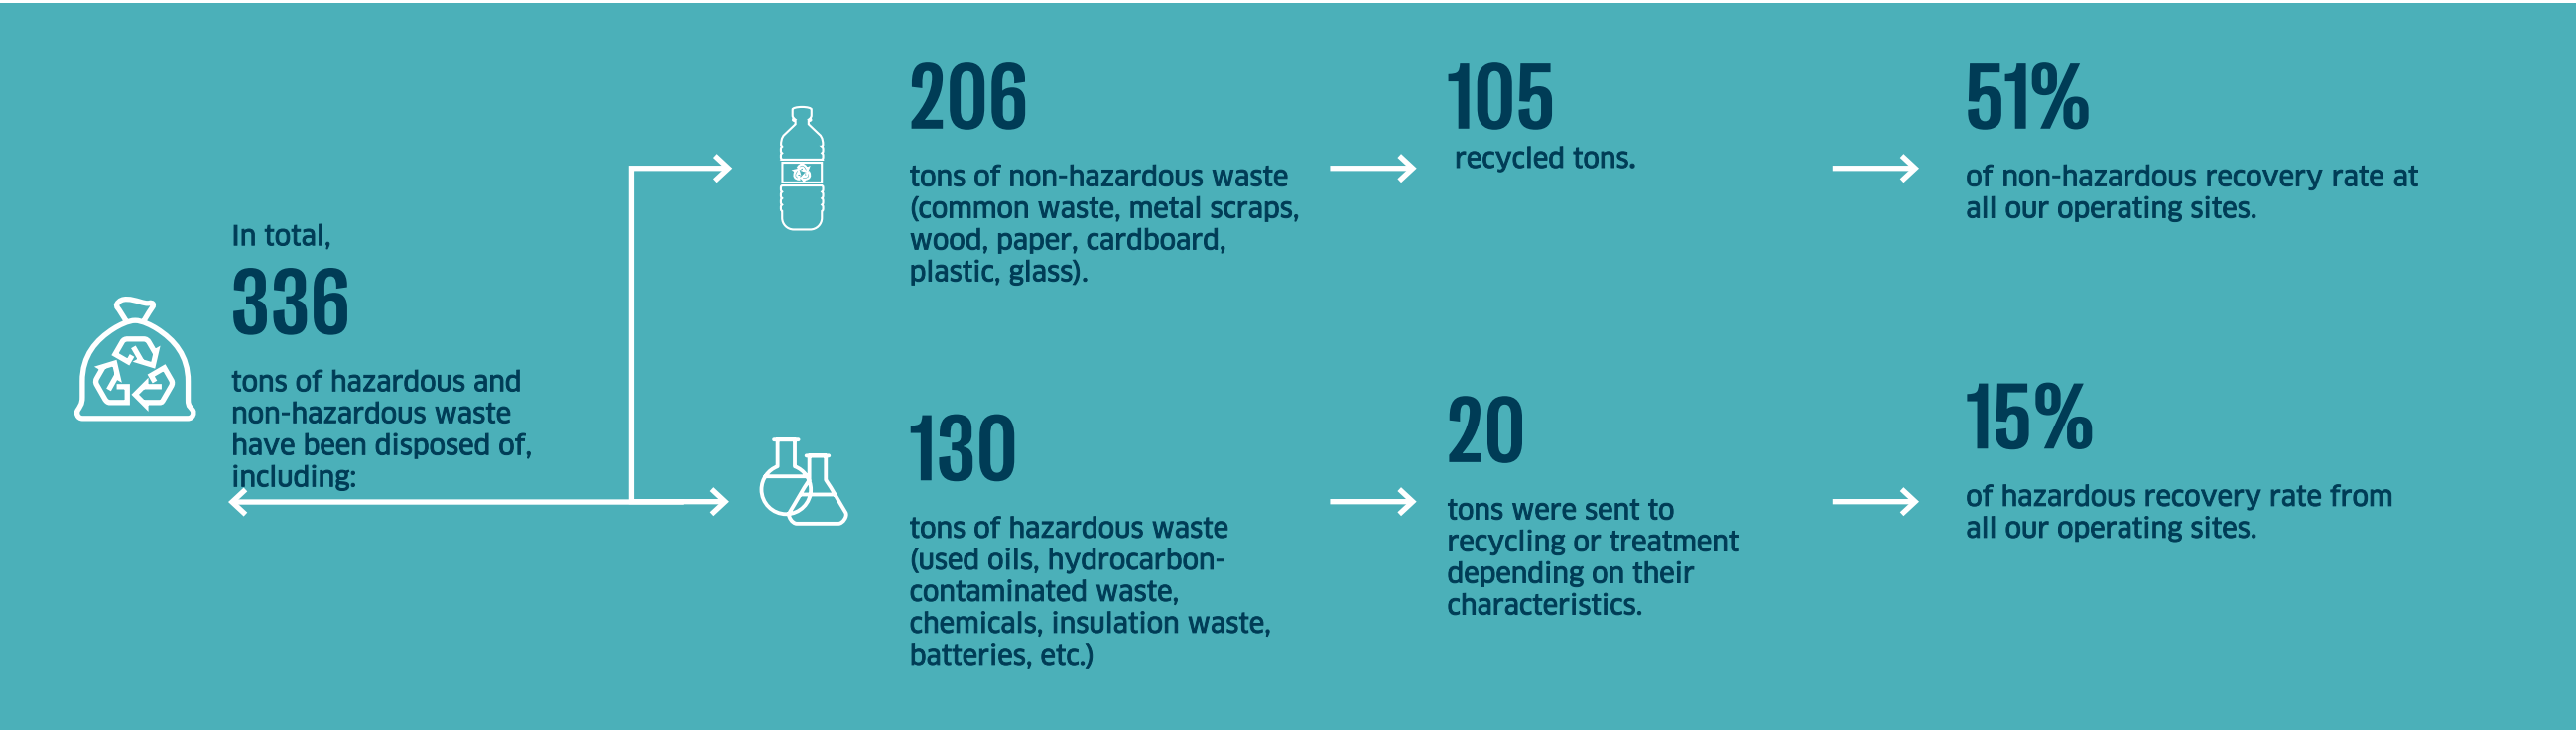 In total,
336
tons of hazardous and
non-hazardous waste
have been disposed of,
including:
206
tons of non-hazardous waste
(common waste, metal scraps,
wood, paper, cardboard,
plastic, glass).
105
recycled tons.
51%
of non-hazardous recovery rate at
all our operating sites.
130
tons of hazardous waste
(used oils, hydrocarbon-
contaminated waste,
chemicals, insulation waste,
batteries, etc.)
20
tons were sent to
recycling or treatment
depending on their
characteristics.
15%
of hazardous recovery rate from
all our operating sites.